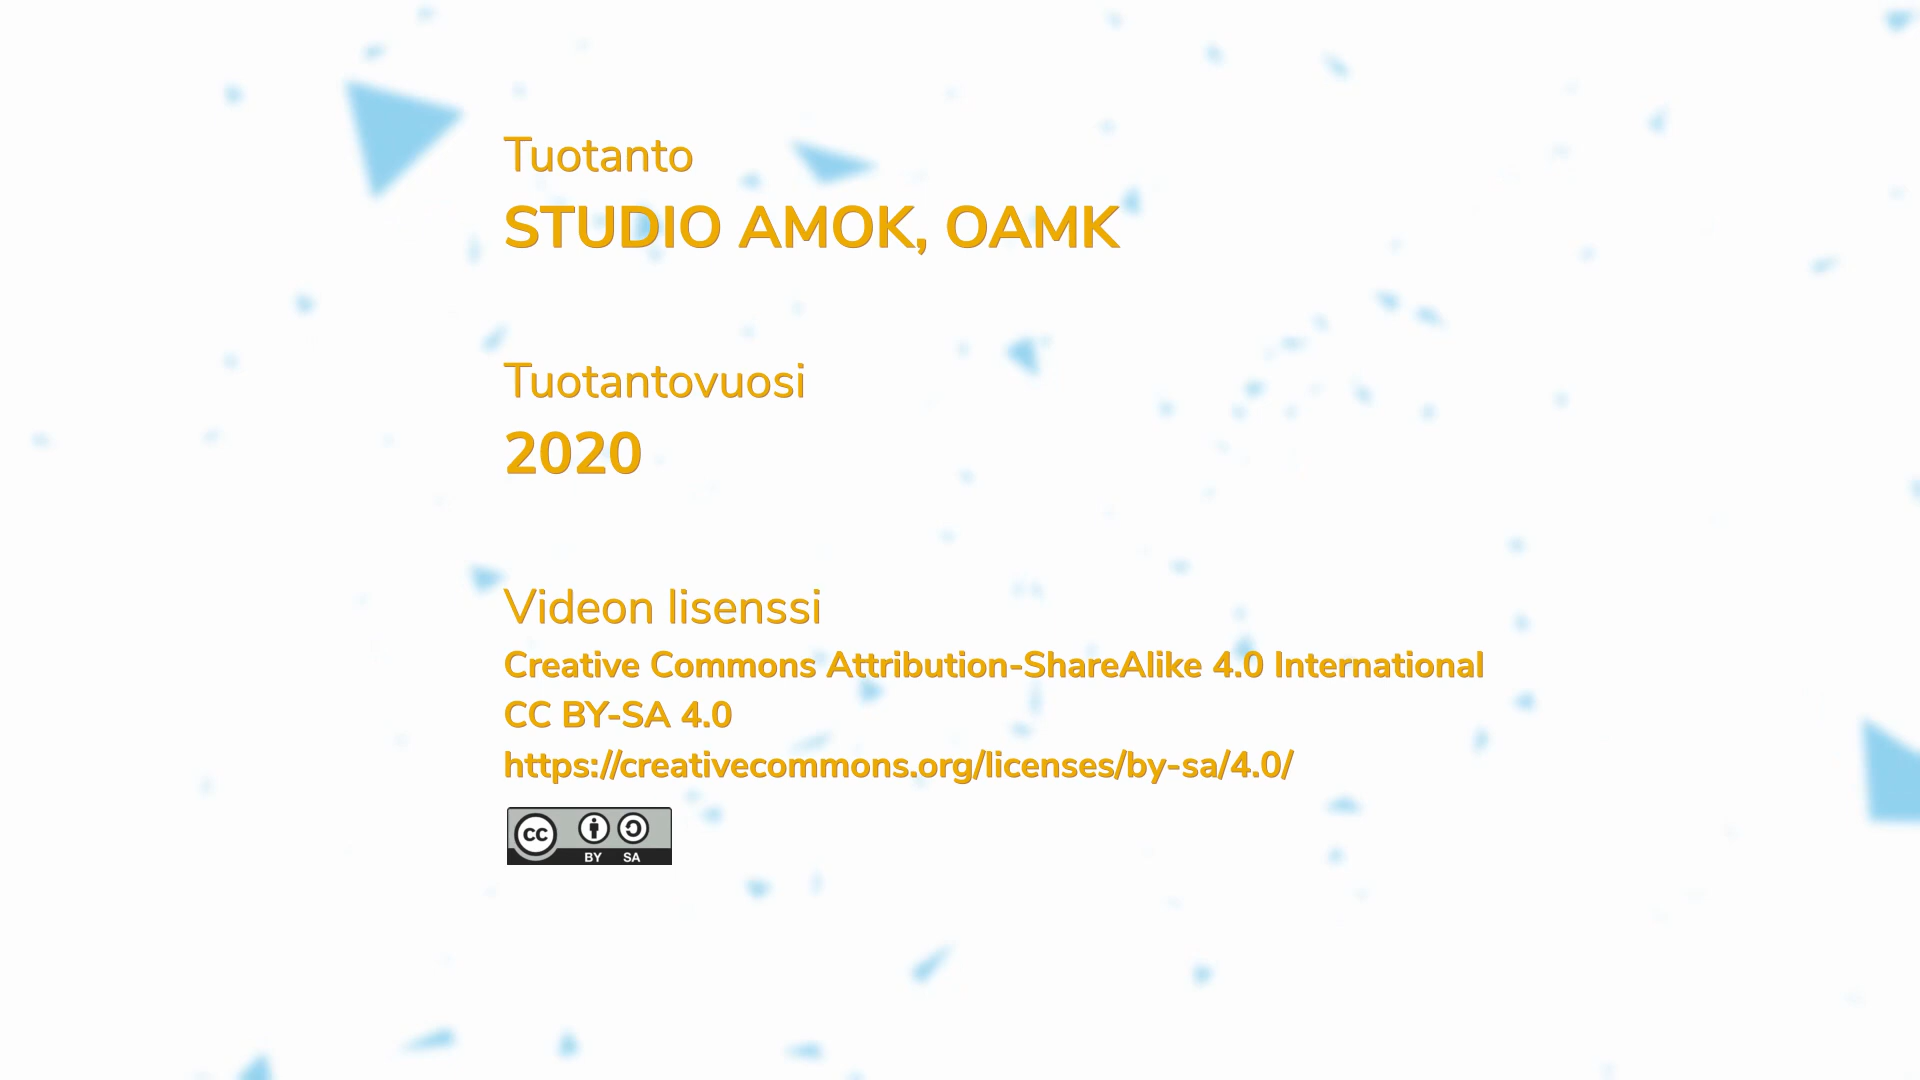 Tuotanto
STUDIO AMOK, OAMK
Tuotantovuosi
2020
Videon lisenssi
Creative Commons Attribution-ShareAlike 4.0 International
CC BY-SA 4.0
https://creativecommons.org/licenses/by-sa/4.0/
cc BY SA